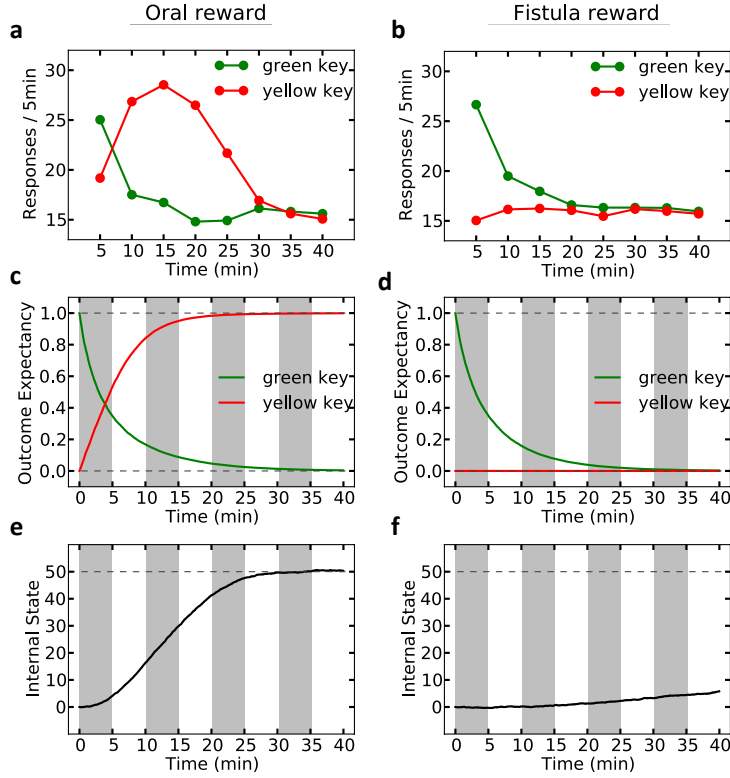 Oral reward
Fistula reward
a
b
30
25
20
15
Responses / 5min
green key
yellow key
5 10 15 20 25 30 35 40
Time (min)
30
25
20
15
Responses / 5min
green key
yellow key
5 10 15 20 25 30 35 40
Time (min)
c
d
1.0
0.8
0.6
0.4
0.2
0.0
Outcome Expectancy
green key
yellow key
0 5 10 15 20 25 30 35 40
Time (min)
1.0
0.8
0.6
0.4
0.2
0.0
Outcome Expectancy
green key
yellow key
0 5 10 15 20 25 30 35 40
Time (min)
e
f
50
40
30
20
10
0
Internal State
0 5 10 15 20 25 30 35 40
Time (min)
50
40
30
20
10
0
Internal State
0 5 10 15 20 25 30 35 40
Time (min)